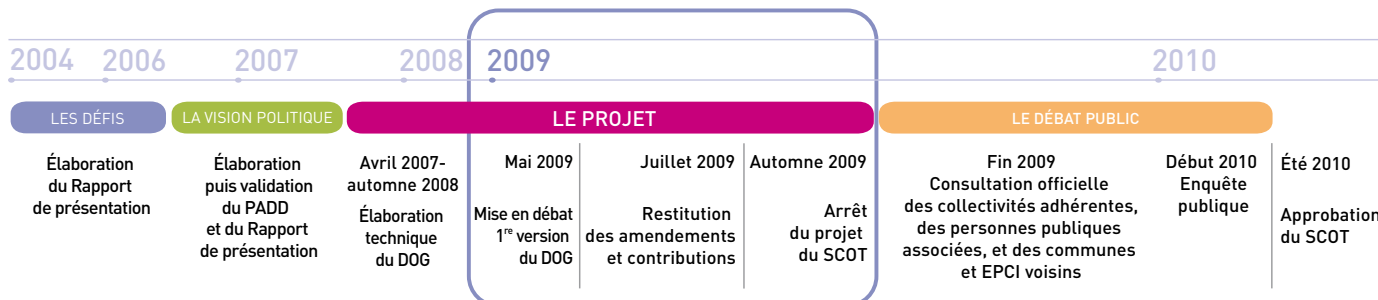 2004 2006 2007 2008 2009 2010
LES DÉFIS
LA VISION POLITIQUE
LE PROJET
LE DÉBAT PUBLIC
Élaboration
du Rapport
de présentation
Élaboration
puis validation
du PADD
et du Rapport
de présentation
Avril 2007-
automne 2008
Élaboration
technique
du DOG
Mai 2009
Mise en débat
1re version
du DOG
Juillet 2009
Restitution
des amendements
et contributions
Automne 2009
Arrêt
du projet
du SCOT
Fin 2009
Consultation officielle
des collectivités adhérentes,
des personnes publiques
associées, et des communes
et EPCI voisins
Début 2010
Enquête
publique
Été 2010
Approbation
du SCOT